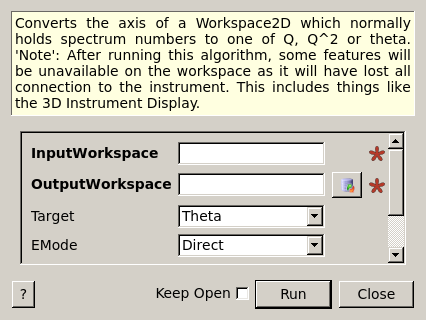 Converts the axis of a Workspace2D which normally
holds spectrum numbers to one of Q, Q^2 or theta.
'Note': After running this algorithm, some features will
be unavailable on the workspace as it will have lost all
connection to the instrument. This includes things like
the 3D Instrument Display.
InputWorkspace
OutputWorkspace
Target Theta
EMode Direct
? Keep Open Run Close